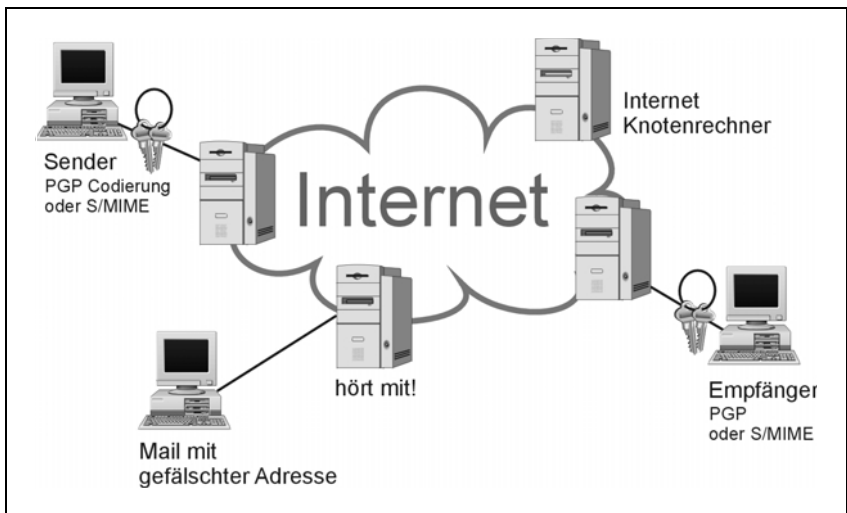 Internet
Knotenrechner
Sender
PGP Codierung
oder S/MIME
Internet
hört mit!
Empfänger
PGP
oder S/MIME
Mail mit
gefälschter Adresse